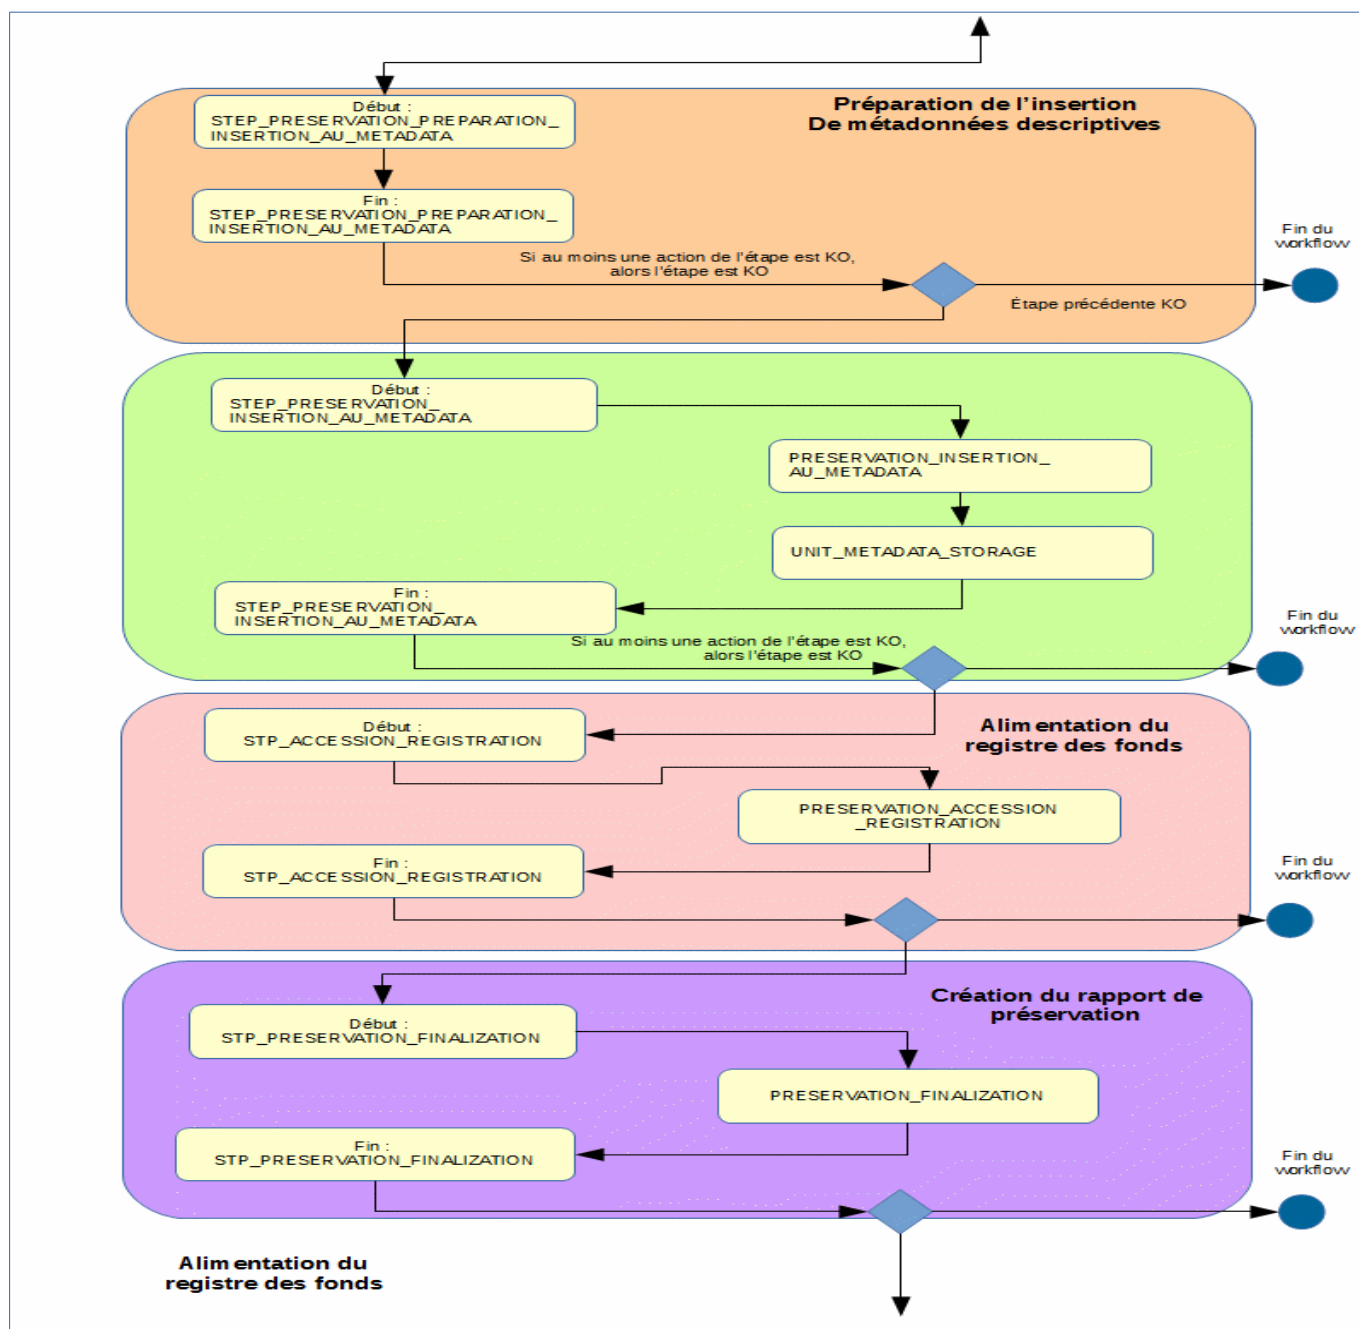 Début :
STEP_PRESERVATION_PREPARATION_
INSERTION_AU_METADATA
Préparation de l'insertion
De métadonnées descriptives
Fin :
STEP_PRESERVATION_PREPARATION_
INSERTION_AU_METADATA
Si au moins une action de l'étape est KO,
alors l'étape est KO
Étape précédente KO
Fin du
workflow
Début :
STEP_PRESERVATION_
INSERTION_AU_METADATA
PRESERVATION_INSERTION_
AU_METADATA
UNIT_METADATA_STORAGE
Fin :
STEP_PRESERVATION_
INSERTION_AU_METADATA
Si au moins une action de l'étape est KO,
alors l'étape est KO
Fin du
workflow
Début :
STP_ACCESSION_REGISTRATION
Alimentation du
registre des fonds
PRESERVATION_ACCESSION
_REGISTRATION
Fin :
STP_ACCESSION_REGISTRATION
Fin du
workflow
Création du rapport de
préservation
Début :
STP_PRESERVATION_FINALIZATION
PRESERVATION_FINALIZATION
Fin :
STP_PRESERVATION_FINALIZATION
Fin du
workflow
Alimentation du
registre des fonds